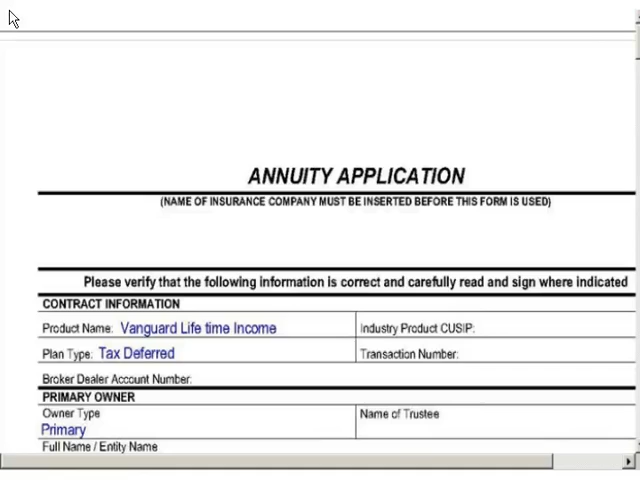 ANNUITY APPLICATION
(NAME OF INSURANCE COMPANY MUST BE INSERTED BEFORE THIS FORM IS USED)
Please verify that the following information is correct and carefully read and sign where indicated
CONTRACT INFORMATION
Product Name: Vanguard Life time Income
Industry Product CUSIP:
Plan Type: Tax Deferred
Transaction Number:
Broker Dealer Account Number:
PRIMARY OWNER
Owner Type
Name of Trustee
Primary
Full Name / Entity Name